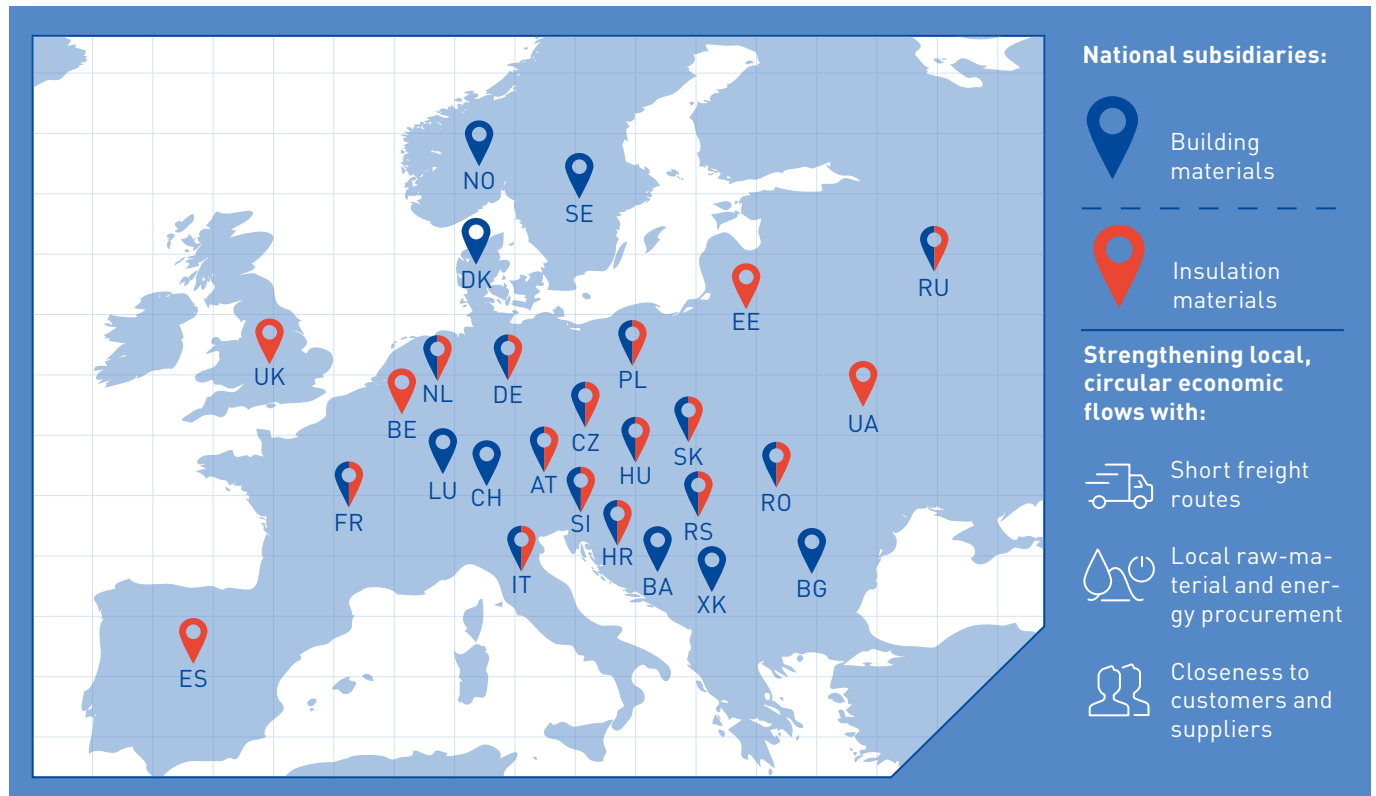 National subsidiaries:
Building
materials
Insulation
materials
Strengthening local,
circular economic
flows with:
Short freight
routes
Local raw-ma-
terial and ener-
gy procurement
Closeness to
customers and
suppliers
NO
SE
DK
RU
EE
UK
NL
DE
PL
BE
UA
CZ
SK
HU
LU
CH
AT
RO
FR
SI
RS
HR
IT
BA
XK
BG
ES